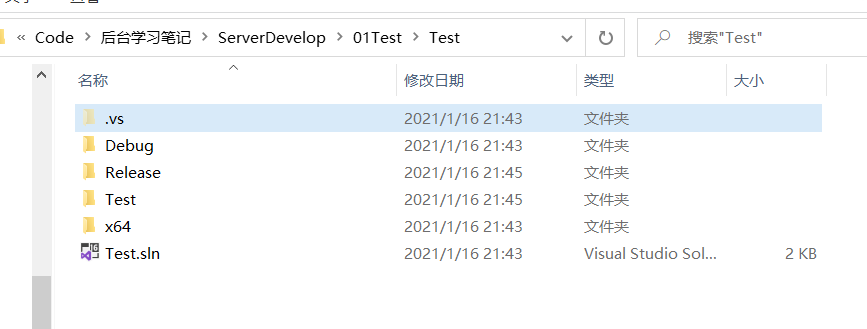 « Code > 后台学习笔记 > ServerDevelop > 01Test > Test 搜索"Test"
名称 修改日期 类型 大小
.vs 2021/1/16 21:43 文件夹
Debug 2021/1/16 21:43 文件夹
Release 2021/1/16 21:45 文件夹
Test 2021/1/16 21:45 文件夹
x64 2021/1/16 21:43 文件夹
Test.sln 2021/1/16 21:43 Visual Studio Sol... 2 KB